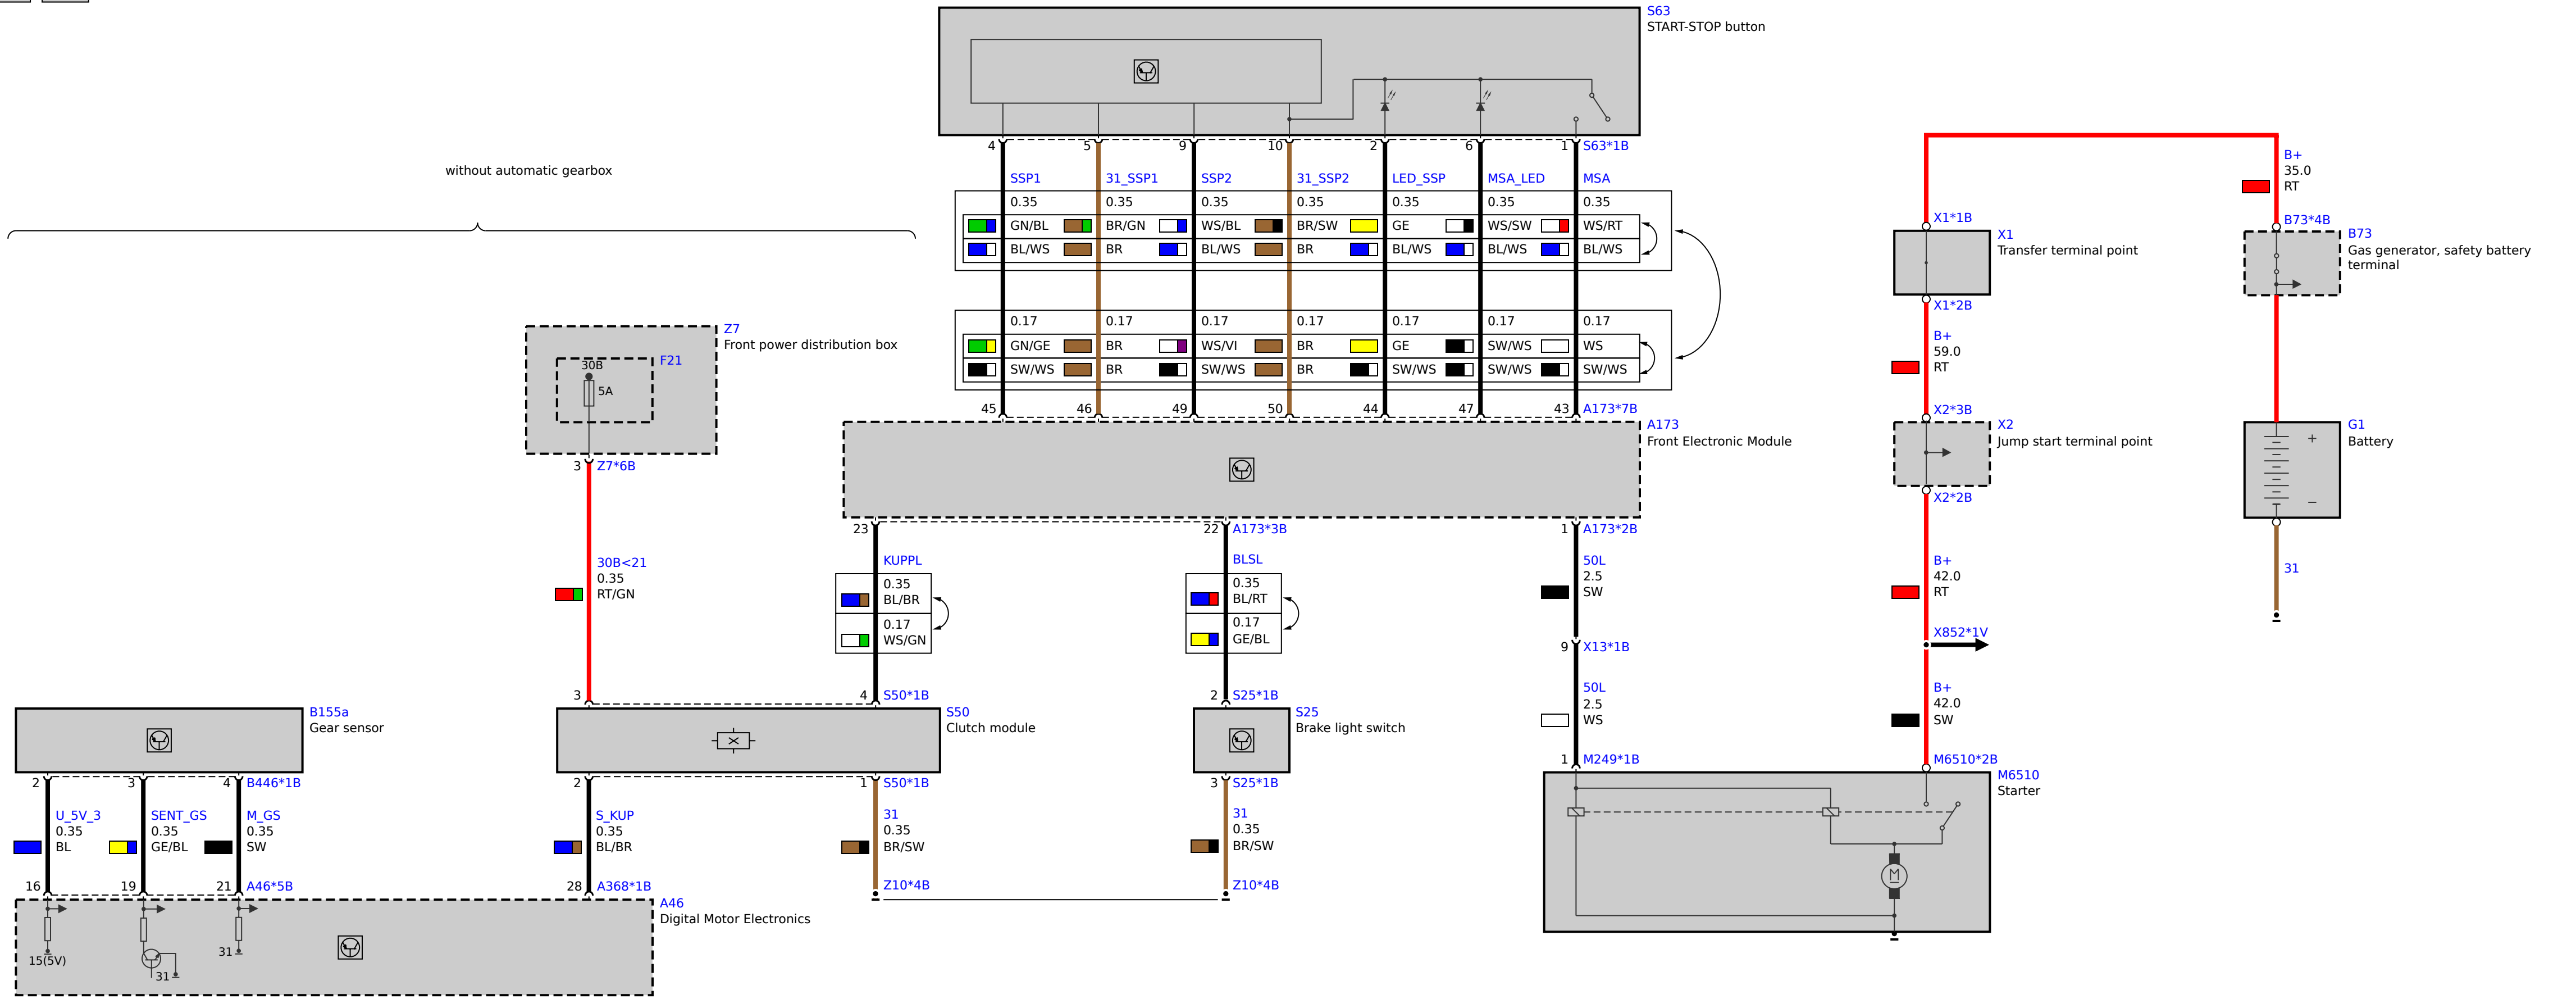 S63
START-STOP button
4
5
9
10
2
6
1
S63*1B
SSP1
31_SSP1
SSP2
31_SSP2
LED_SSP
MSA_LED
MSA
0.35
0.35
0.35
0.35
0.35
0.35
0.35
GN/BL
BR/GN
WS/BL
BR/SW
GE
WS/SW
WS/RT
BL/WS
BR
BL/WS
BR
BL/WS
BL/WS
BL/WS
0.17
0.17
0.17
0.17
0.17
0.17
0.17
GN/GE
BR
WS/VI
BR
GE
SW/WS
WS
SW/WS
BR
SW/WS
BR
SW/WS
SW/WS
SW/WS
45
46
49
50
44
47
43
A173*7B
A173
Front Electronic Module
without automatic gearbox
Z7
Front power distribution box
F21
30B
5A
3
Z7*6B
30B<21
0.35
RT/GN
3
23
22
A173*3B
1
A173*2B
KUPPL
0.35
BL/BR
0.17
WS/GN
4
S50*1B
BLSL
0.35
BL/RT
0.17
GE/BL
2
S25*1B
50L
2.5
SW
9
X13*1B
50L
2.5
WS
1
M249*1B
B155a
Gear sensor
S50
Clutch module
S25
Brake light switch
2
3
4
B446*1B
U_5V_3
0.35
BL
SENT_GS
0.35
GE/BL
M_GS
0.35
SW
16
19
21
A46*5B
2
S_KUP
0.35
BL/BR
28
A368*1B
1
S50*1B
31
0.35
BR/SW
Z10*4B
3
S25*1B
31
0.35
BR/SW
Z10*4B
A46
Digital Motor Electronics
15(5V)
31
31
X1*1B
X1
Transfer terminal point
X1*2B
B+
59.0
RT
X2*3B
X2
Jump start terminal point
X2*2B
B+
42.0
RT
X852*1V
B+
42.0
SW
M6510*2B
M6510
Starter
M
B+
35.0
RT
B73*4B
B73
Gas generator, safety battery
terminal
G1
Battery
+
−
31